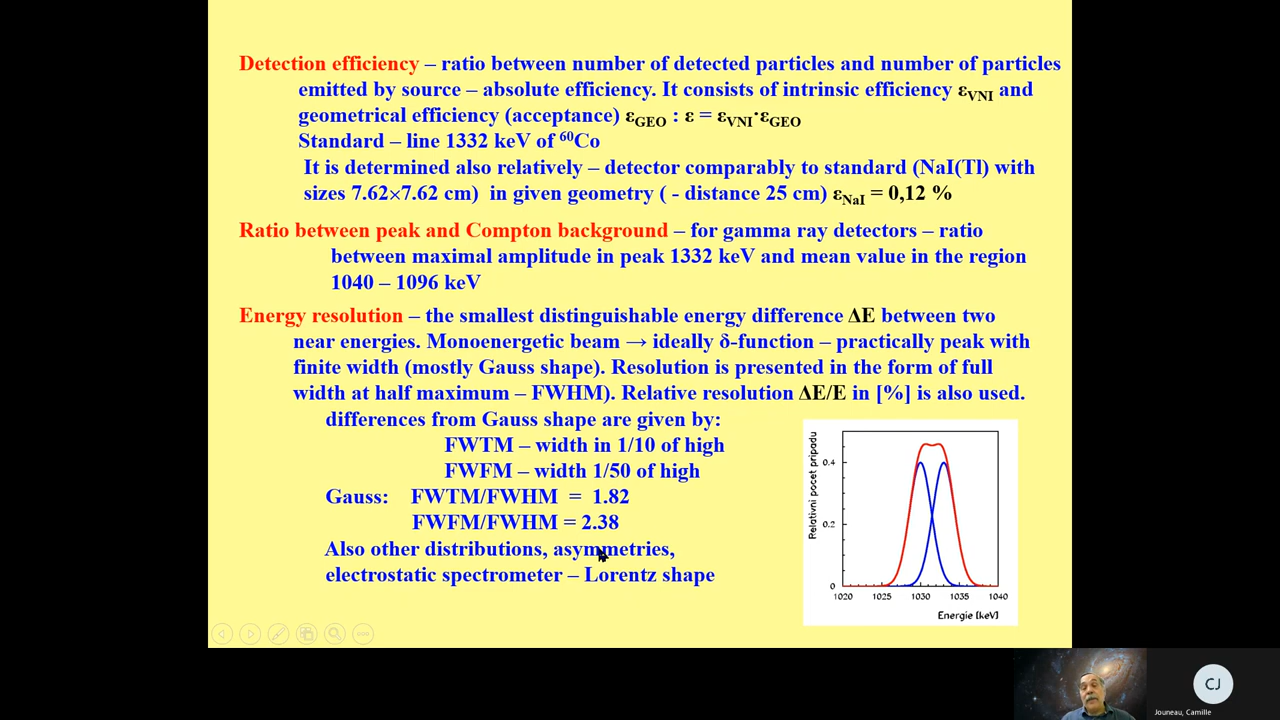 Detection efficiency – ratio between number of detected particles and number of particles
emitted by source – absolute efficiency. It consists of intrinsic efficiency εVNI and
geometrical efficiency (acceptance) εGEO : ε = εVNI·εGEO
Standard – line 1332 keV of 60Co
It is determined also relatively – detector comparably to standard (NaI(Tl) with
sizes 7.62×7.62 cm) in given geometry ( - distance 25 cm) εNaI = 0,12 %
Ratio between peak and Compton background – for gamma ray detectors – ratio
between maximal amplitude in peak 1332 keV and mean value in the region
1040 – 1096 keV
Energy resolution – the smallest distinguishable energy difference ΔE between two
near energies. Monoenergetic beam → ideally δ-function – practically peak with
finite width (mostly Gauss shape). Resolution is presented in the form of full
width at half maximum – FWHM). Relative resolution ΔE/E in [%] is also used.
differences from Gauss shape are given by:
FWTM – width in 1/10 of high
FWFM – width 1/50 of high
Gauss: FWTM/FWHM = 1.82
FWFM/FWHM = 2.38
Also other distributions, asymmetries,
electrostatic spectrometer – Lorentz shape
Relativni pocet pripadu
0.4
0.2
0
1020 1025 1030 1035 1040
Energie [keV]
CJ
Jouneau, Camille